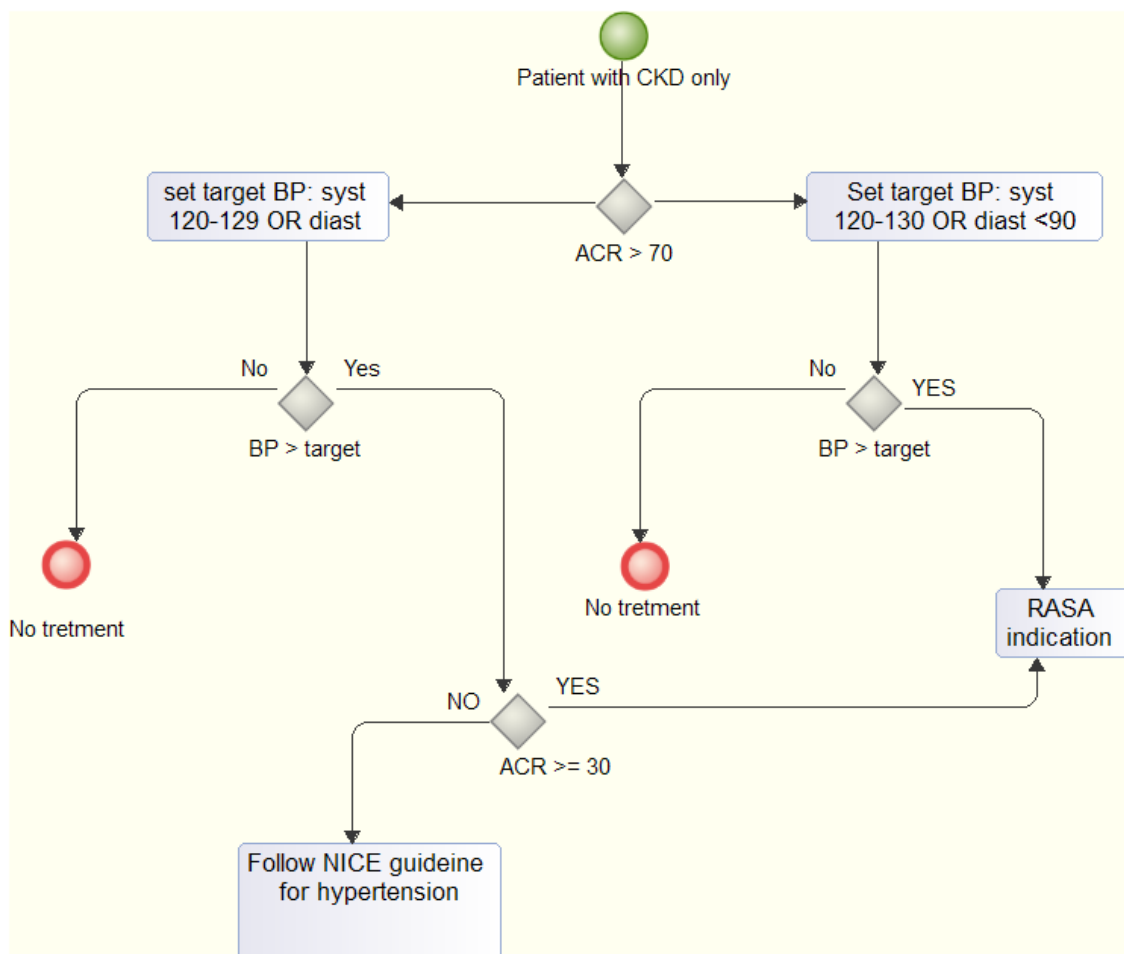 Patient with CKD only
set target BP: syst
120-129 OR diast
Set target BP: syst
120-130 OR diast <90
ACR > 70
No
Yes
BP > target
No
YES
BP > target
No tretment
No tretment
RASA
indication
NO
YES
ACR >= 30
Follow NICE guideine
for hypertension